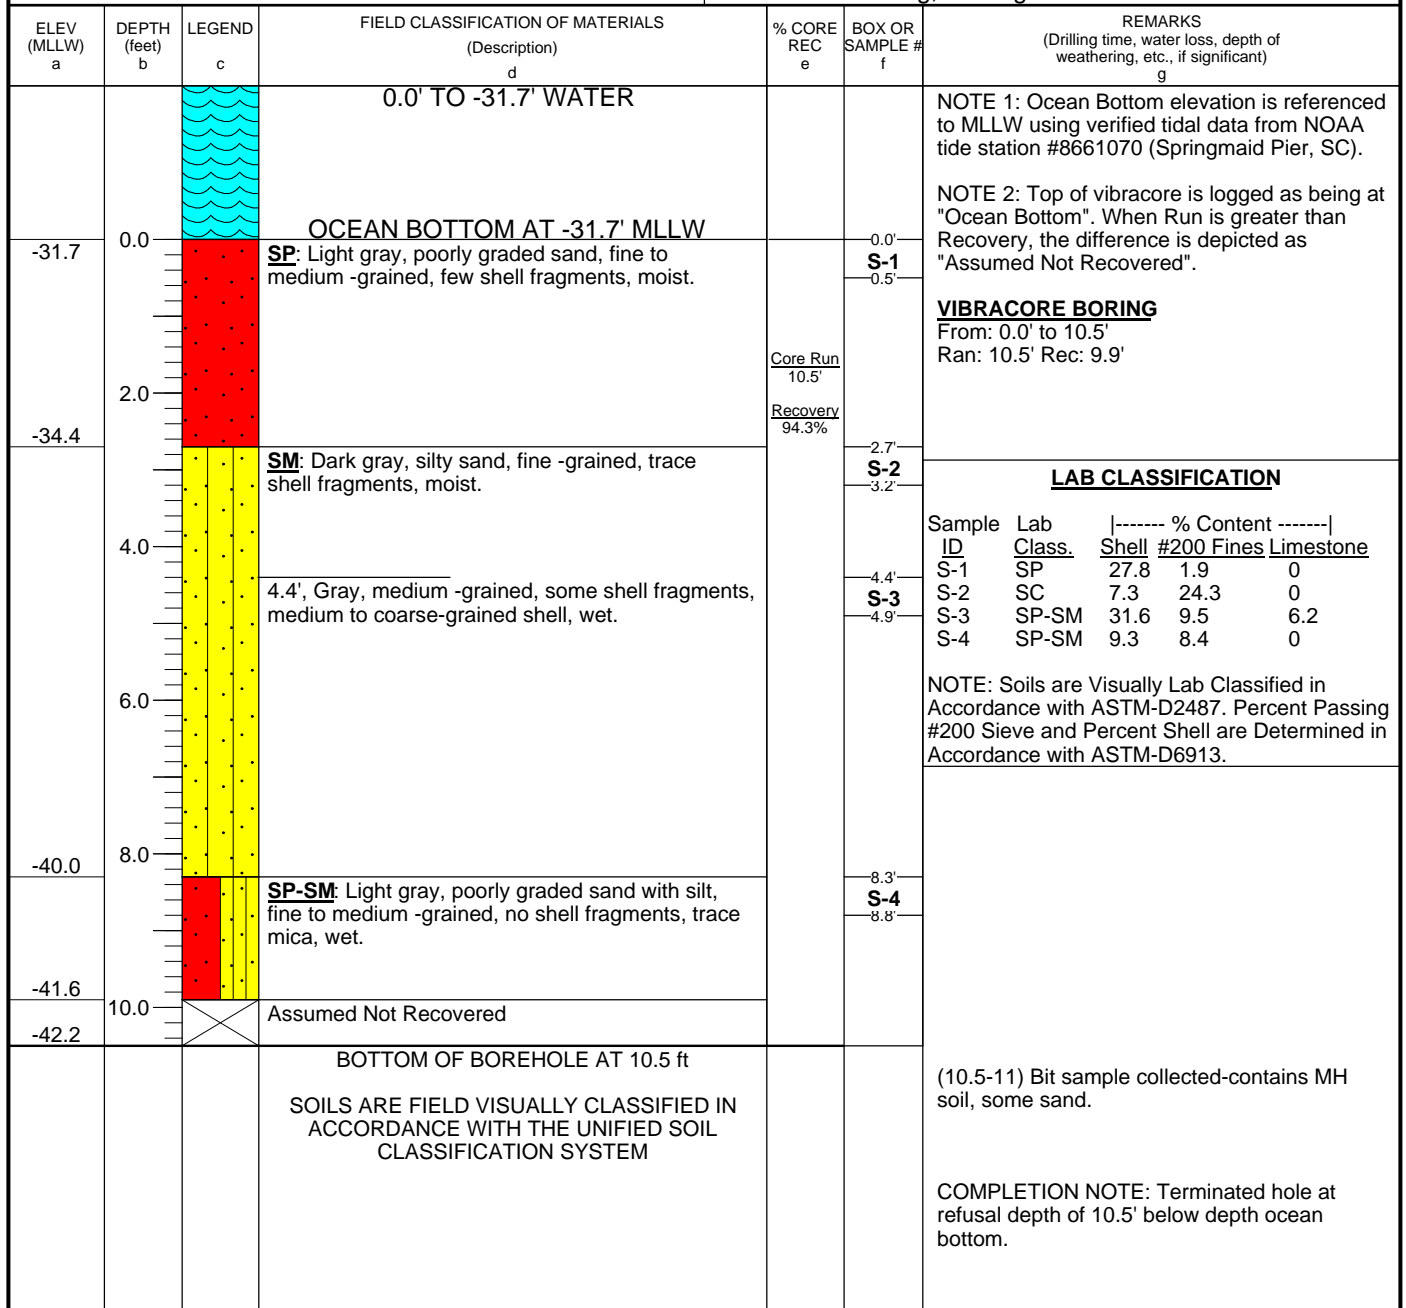 ELEV
(MLLW)
a
DEPTH
(feet)
b
LEGEND
c
FIELD CLASSIFICATION OF MATERIALS
(Description)
d
% CORE
REC
e
BOX OR
SAMPLE #
f
REMARKS
(Drilling time, water loss, depth of
weathering, etc., if significant)
g
0.0' TO -31.7' WATER
OCEAN BOTTOM AT -31.7' MLLW
-31.7
0.0
SP: Light gray, poorly graded sand, fine to
medium -grained, few shell fragments, moist.
0.0'
S-1
0.5'
Core Run
10.5'
Recovery
94.3%
2.0
-34.4
SM: Dark gray, silty sand, fine -grained, trace
shell fragments, moist.
2.7'
S-2
3.2'
4.0
4.4', Gray, medium -grained, some shell fragments,
medium to coarse-grained shell, wet.
4.4'
S-3
4.9'
6.0
8.0
-40.0
SP-SM: Light gray, poorly graded sand with silt,
fine to medium -grained, no shell fragments, trace
mica, wet.
8.3'
S-4
8.8'
-41.6
10.0
Assumed Not Recovered
-42.2
BOTTOM OF BOREHOLE AT 10.5 ft
SOILS ARE FIELD VISUALLY CLASSIFIED IN
ACCORDANCE WITH THE UNIFIED SOIL
CLASSIFICATION SYSTEM
NOTE 1: Ocean Bottom elevation is referenced
to MLLW using verified tidal data from NOAA
tide station #8661070 (Springmaid Pier, SC).
NOTE 2: Top of vibracore is logged as being at
"Ocean Bottom". When Run is greater than
Recovery, the difference is depicted as
"Assumed Not Recovered".
VIBRACORE BORING
From: 0.0' to 10.5'
Ran: 10.5' Rec: 9.9'
LAB CLASSIFICATION
Sample Lab |------- % Content -------|
ID Class. Shell #200 Fines Limestone
S-1 SP 27.8 1.9 0
S-2 SC 7.3 24.3 0
S-3 SP-SM 31.6 9.5 6.2
S-4 SP-SM 9.3 8.4 0
NOTE: Soils are Visually Lab Classified in
Accordance with ASTM-D2487. Percent Passing
#200 Sieve and Percent Shell are Determined in
Accordance with ASTM-D6913.
(10.5-11) Bit sample collected-contains MH
soil, some sand.
COMPLETION NOTE: Terminated hole at
refusal depth of 10.5' below depth ocean
bottom.